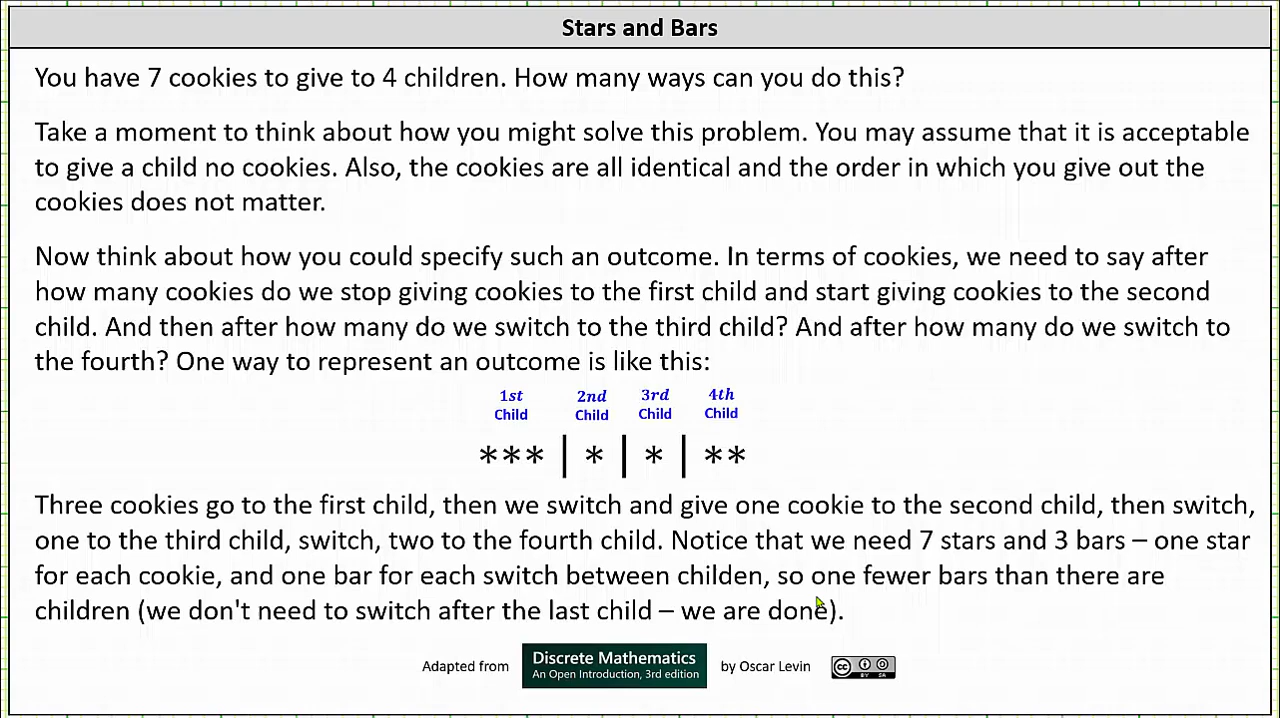 Stars and Bars
You have 7 cookies to give to 4 children. How many ways can you do this?
Take a moment to think about how you might solve this problem. You may assume that it is acceptable
to give a child no cookies. Also, the cookies are all identical and the order in which you give out the
cookies does not matter.
Now think about how you could specify such an outcome. In terms of cookies, we need to say after
how many cookies do we stop giving cookies to the first child and start giving cookies to the second
child. And then after how many do we switch to the third child? And after how many do we switch to
the fourth? One way to represent an outcome is like this:
1st 2nd 3rd 4th
Child Child Child Child
***|*|*|**
Three cookies go to the first child, then we switch and give one cookie to the second child, then switch,
one to the third child, switch, two to the fourth child. Notice that we need 7 stars and 3 bars – one star
for each cookie, and one bar for each switch between childen, so one fewer bars than there are
children (we don't need to switch after the last child – we are done).
Adapted from Discrete Mathematics by Oscar Levin
An Open Introduction, 3rd edition
cc BY SA